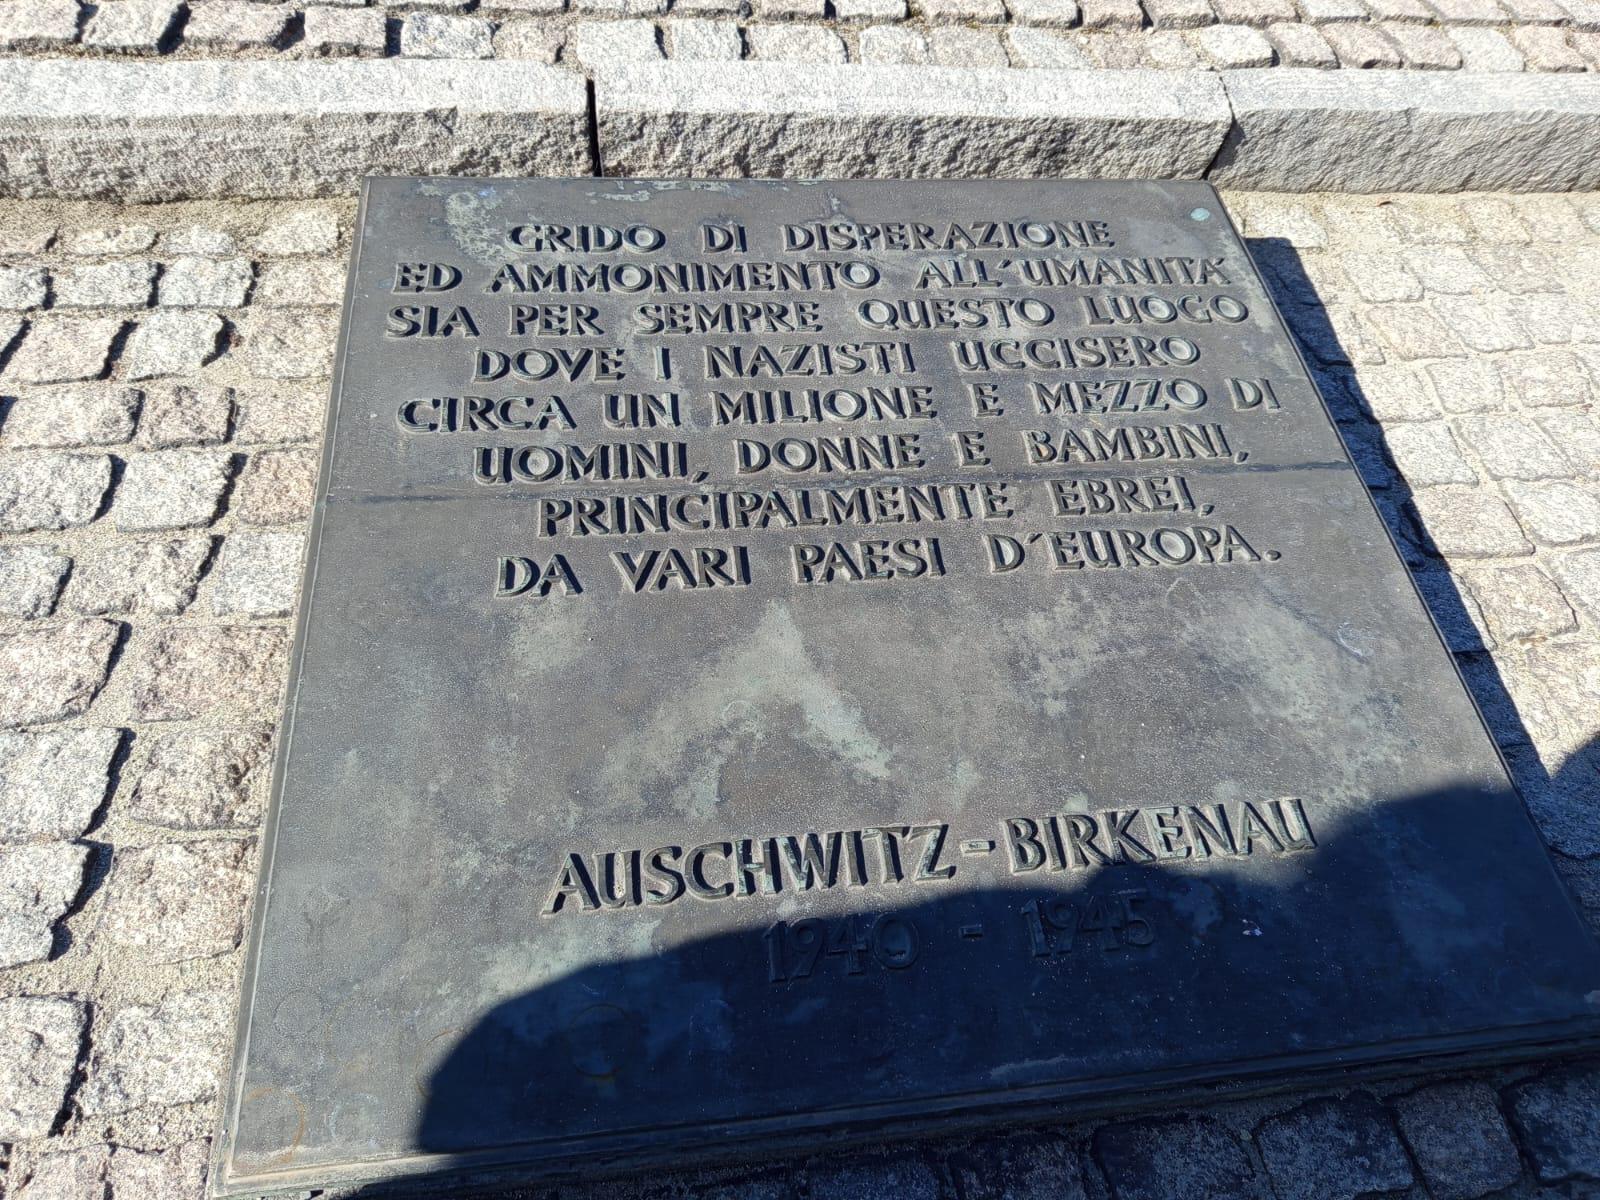 GRIDO DI DISPERAZIONE
ED AMMONIMENTO ALL'UMANITÁ
SIA PER SEMPRE QUESTO LUOGO
DOVE I NAZISTI UCCISERO
CIRCA UN MILIONE E MEZZO DI
UOMINI, DONNE E BAMBINI,
PRINCIPALMENTE EBREI,
DA VARI PAESI D'EUROPA.
AUSCHWITZ-BIRKENAU
1940 - 1945